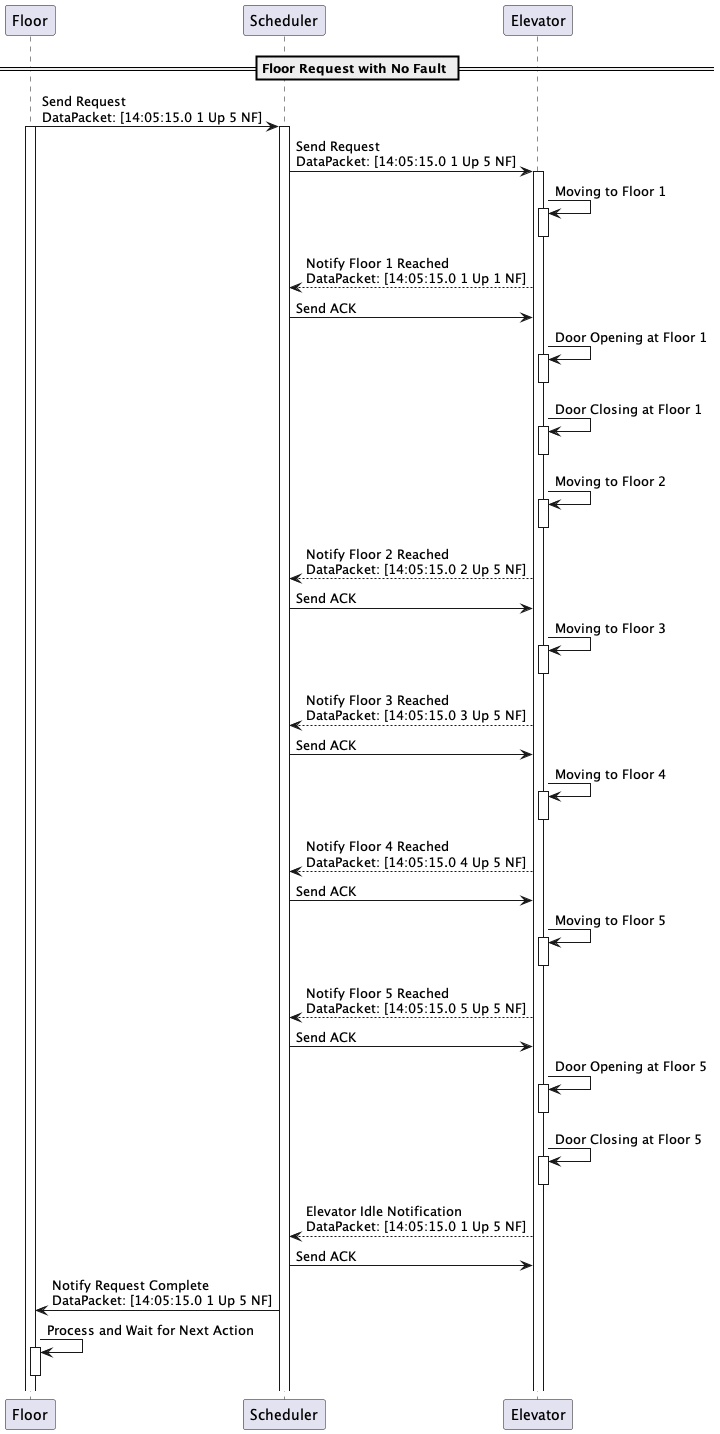 Floor Scheduler Elevator
Floor Request with No Fault
Send Request
DataPacket: [14:05:15.0 1 Up 5 NF]
Send Request
DataPacket: [14:05:15.0 1 Up 5 NF]
Moving to Floor 1
Notify Floor 1 Reached
DataPacket: [14:05:15.0 1 Up 1 NF]
Send ACK
Door Opening at Floor 1
Door Closing at Floor 1
Moving to Floor 2
Notify Floor 2 Reached
DataPacket: [14:05:15.0 2 Up 5 NF]
Send ACK
Moving to Floor 3
Notify Floor 3 Reached
DataPacket: [14:05:15.0 3 Up 5 NF]
Send ACK
Moving to Floor 4
Notify Floor 4 Reached
DataPacket: [14:05:15.0 4 Up 5 NF]
Send ACK
Moving to Floor 5
Notify Floor 5 Reached
DataPacket: [14:05:15.0 5 Up 5 NF]
Send ACK
Door Opening at Floor 5
Door Closing at Floor 5
Elevator Idle Notification
DataPacket: [14:05:15.0 1 Up 5 NF]
Send ACK
Notify Request Complete
DataPacket: [14:05:15.0 1 Up 5 NF]
Process and Wait for Next Action
Floor Scheduler Elevator